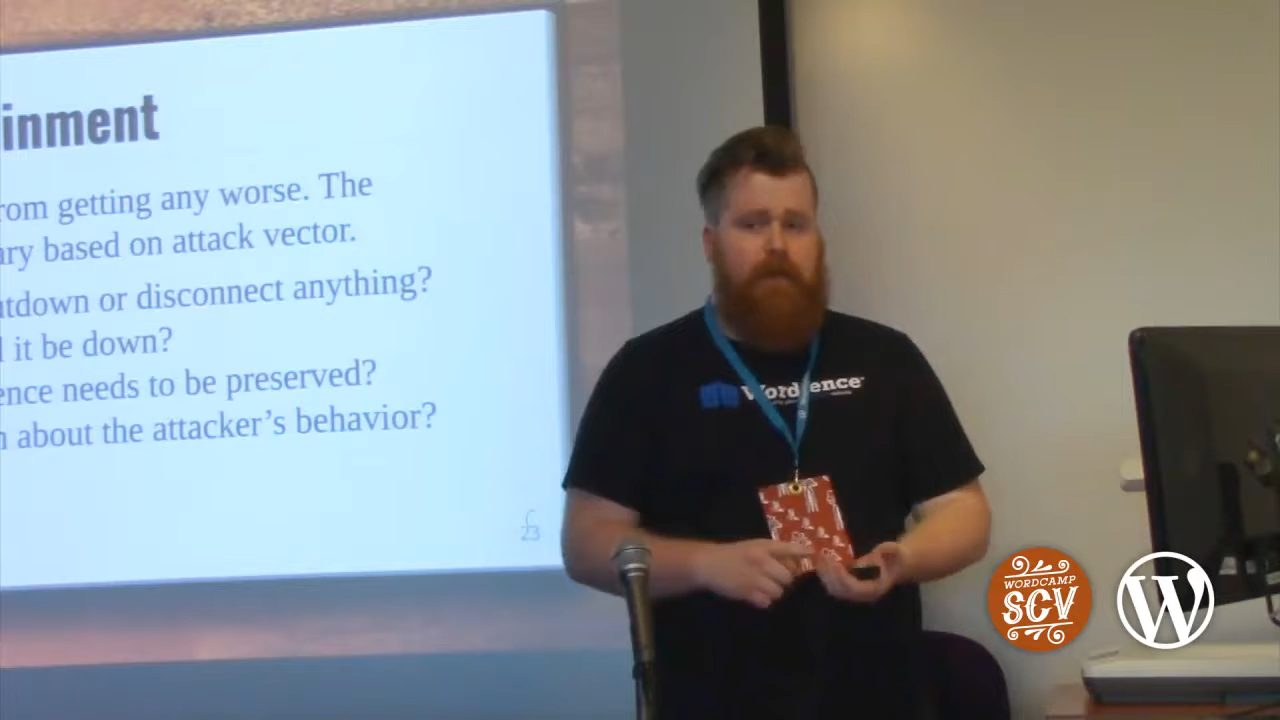 inment
rom getting any worse. The
ary based on attack vector.
utdown or disconnect anything?
it be down?
ence needs to be preserved?
about the attacker's behavior?
23
Wordfence
WORDCAMP
SCV